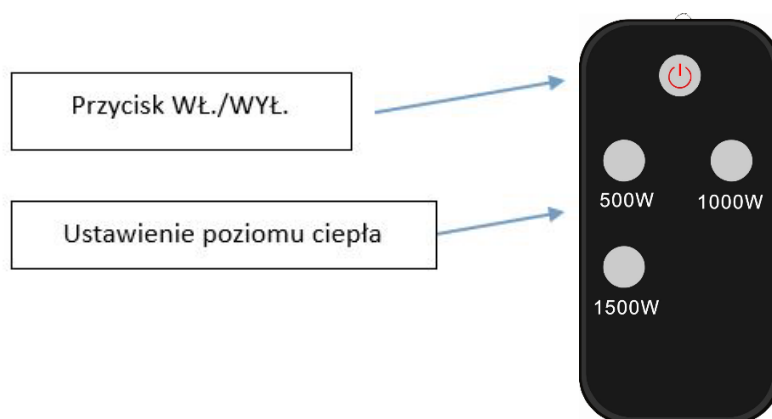 Przycisk WŁ./WYŁ.
Ustawienie poziomu ciepła
500W
1000W
1500W